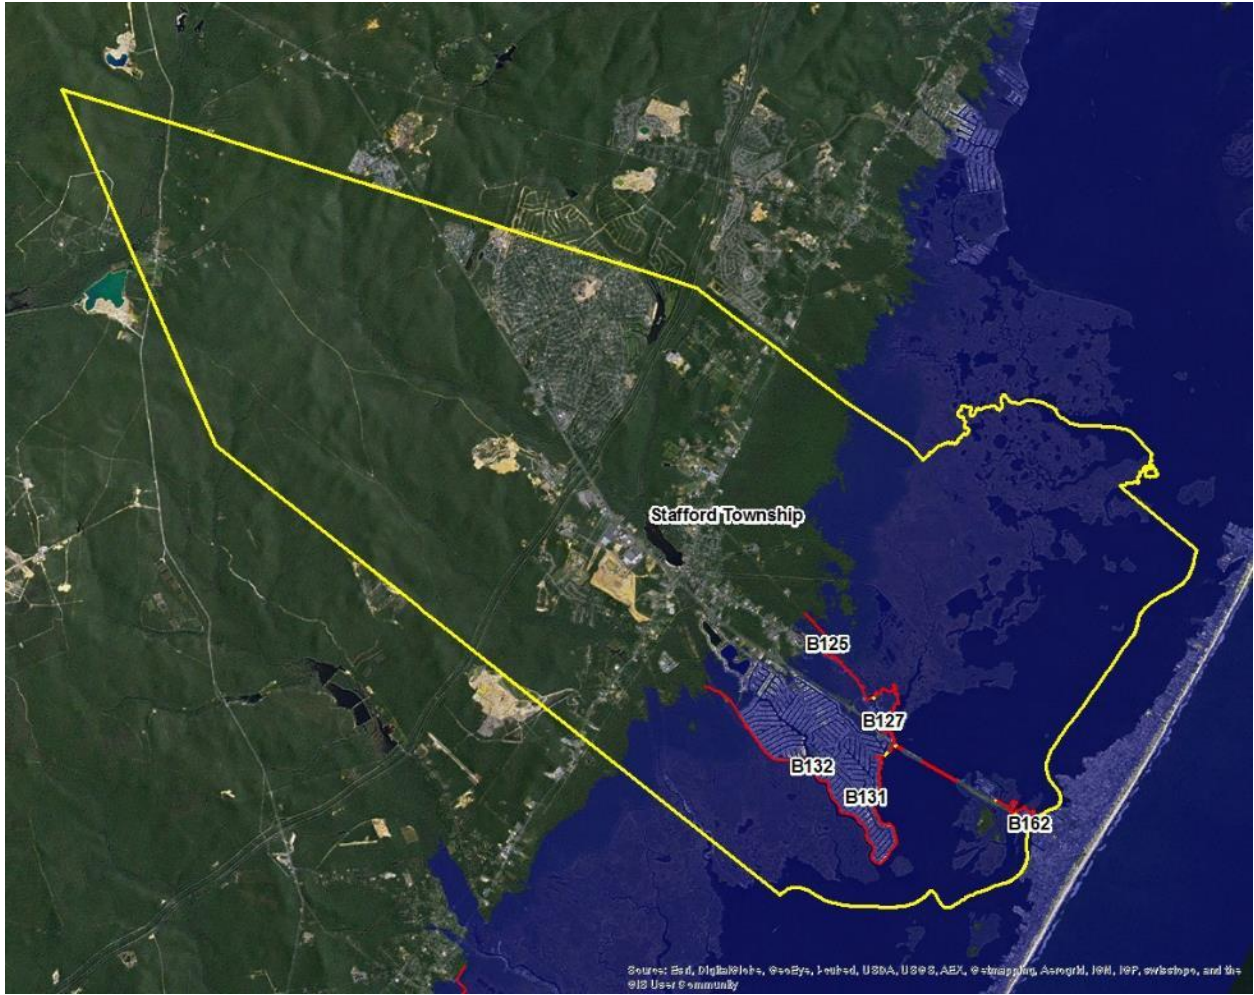 Stafford Township
B125
B127
B132
B131
B162
Source: Esri, DigitalGlobe, GeoEye, i-cubed, USDA, USGS, AEX, Getmapping, Aerogrid, IGN, IGP, swisstopo, and the
GIS User Community